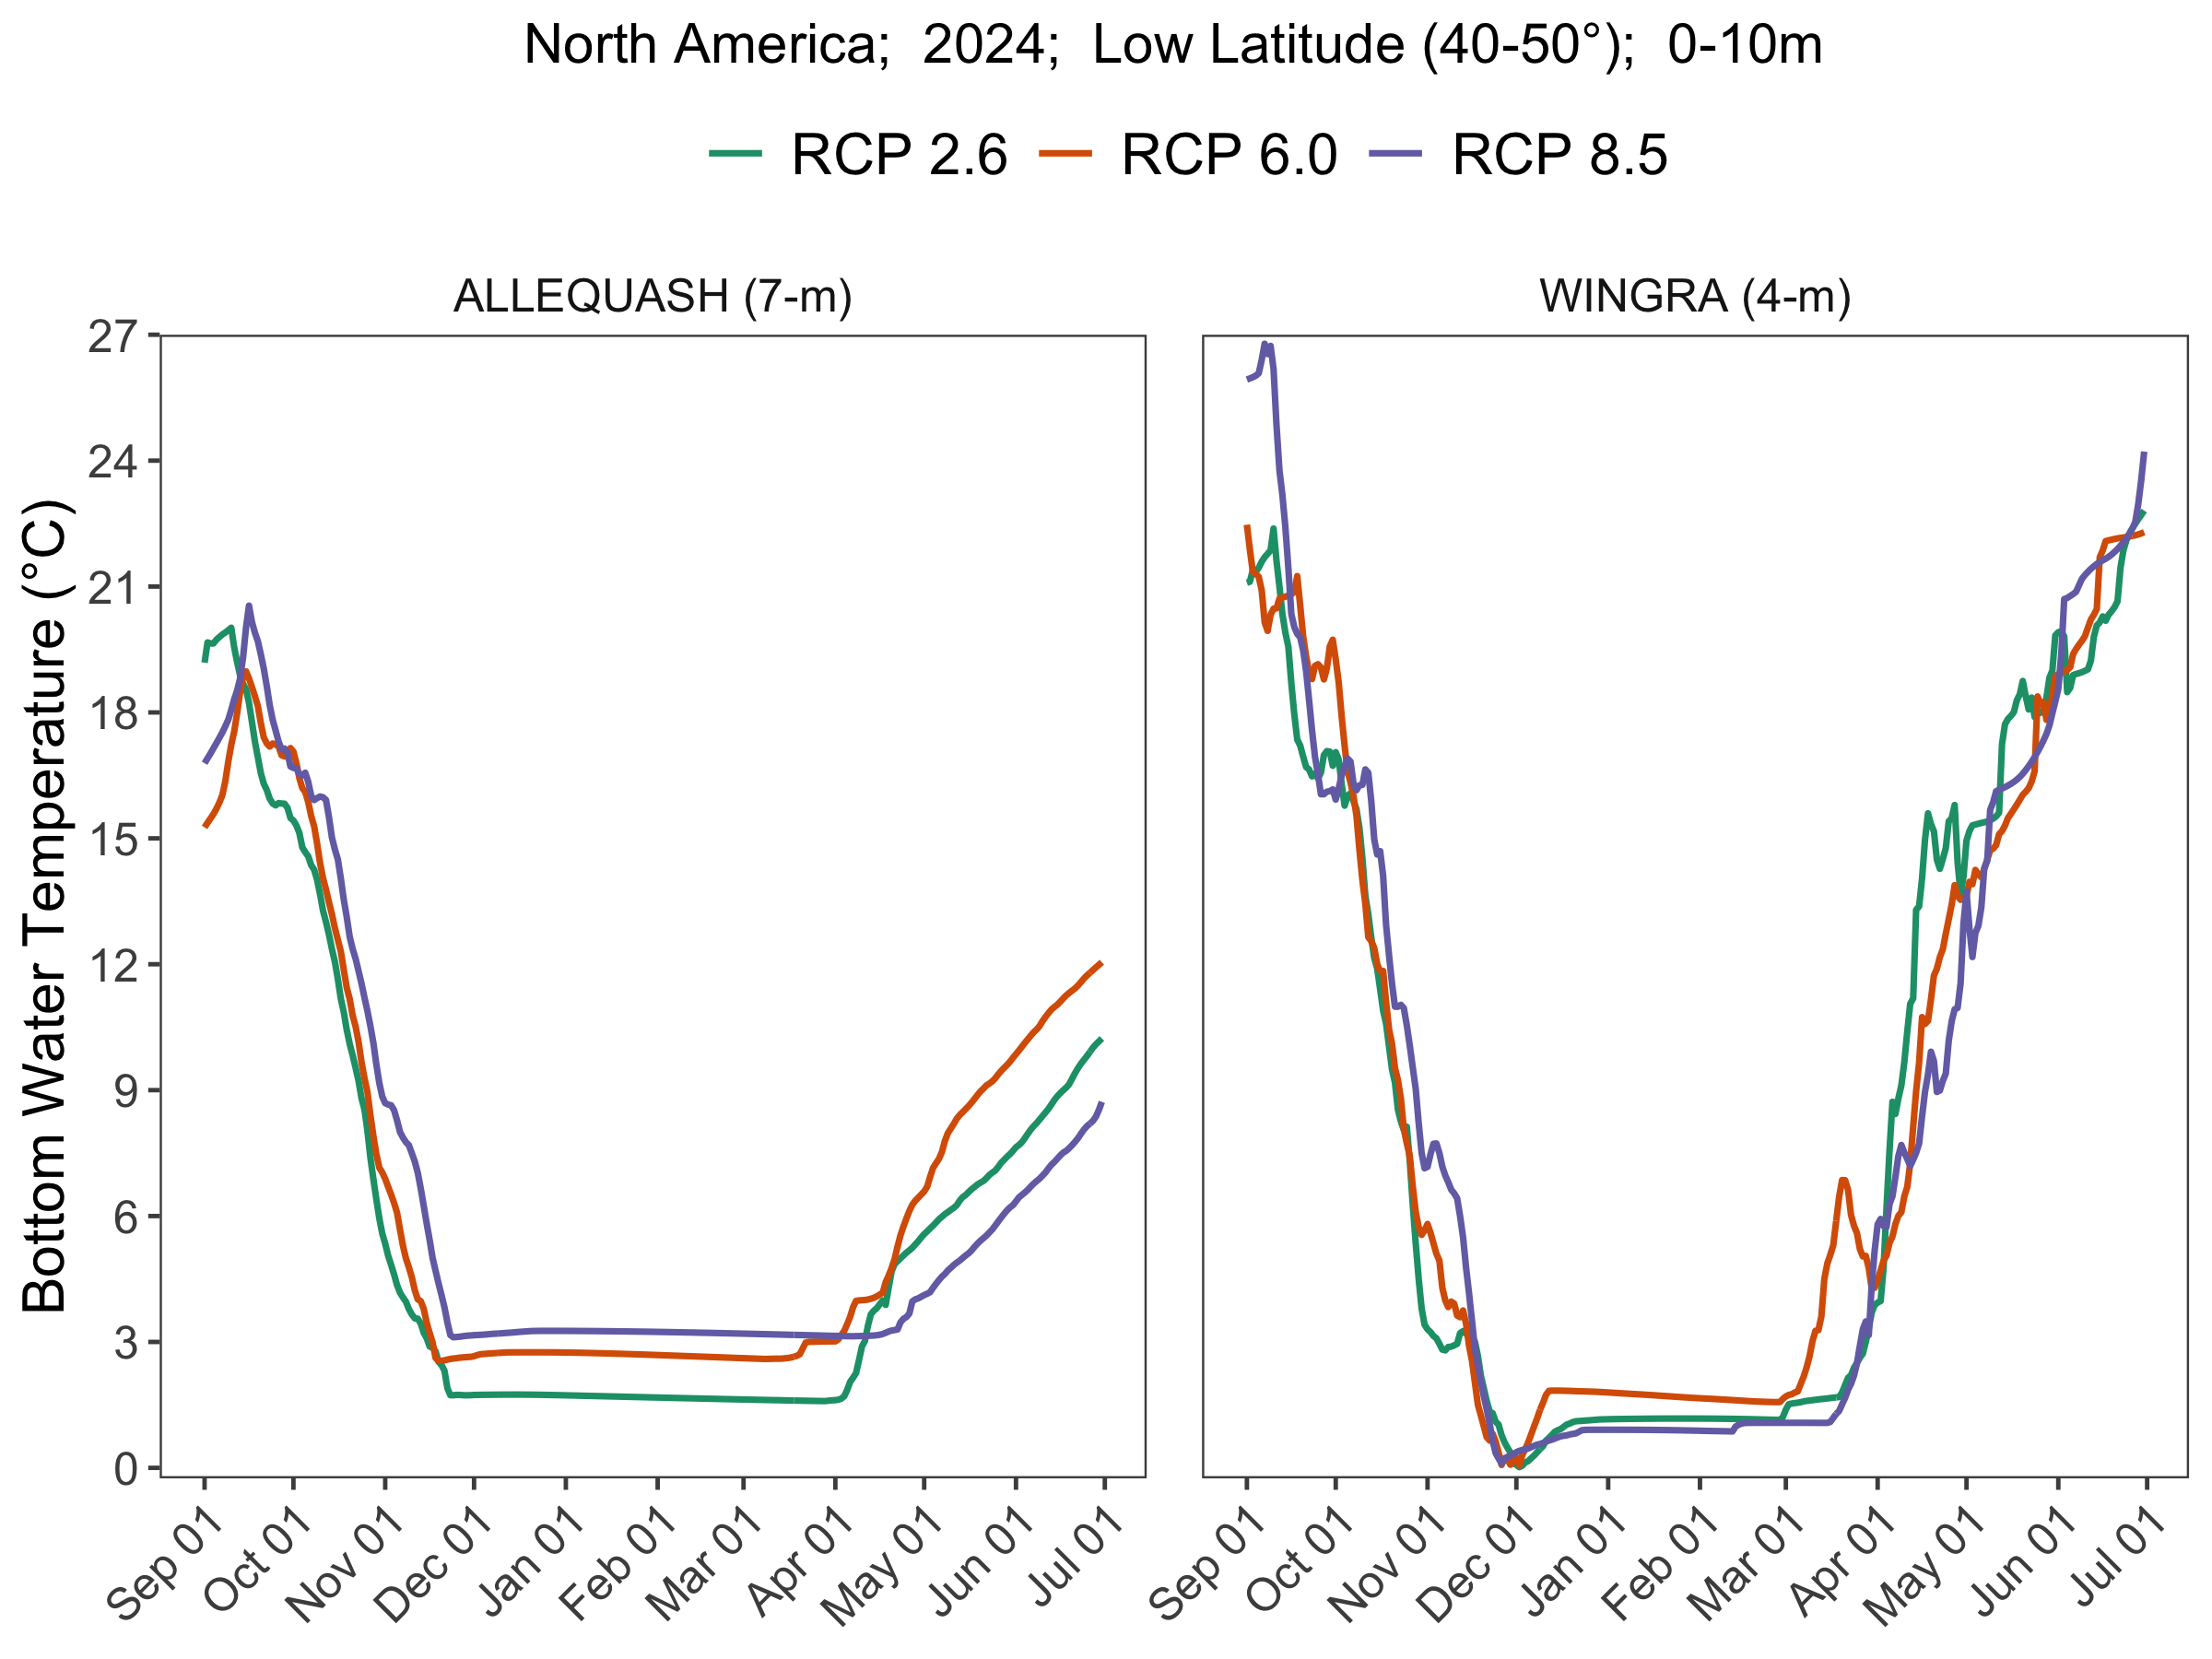 North America; 2024; Low Latitude (40-50°); 0-10m
RCP 2.6 RCP 6.0 RCP 8.5
ALLEQUASH (7-m) WINGRA (4-m)
Bottom Water Temperature (°C)
27
24
21
18
15
12
9
6
3
0
Sep 01 Oct 01 Nov 01 Dec 01 Jan 01 Feb 01 Mar 01 Apr 01 May 01 Jun 01 Jul 01
Sep 01 Oct 01 Nov 01 Dec 01 Jan 01 Feb 01 Mar 01 Apr 01 May 01 Jun 01 Jul 01